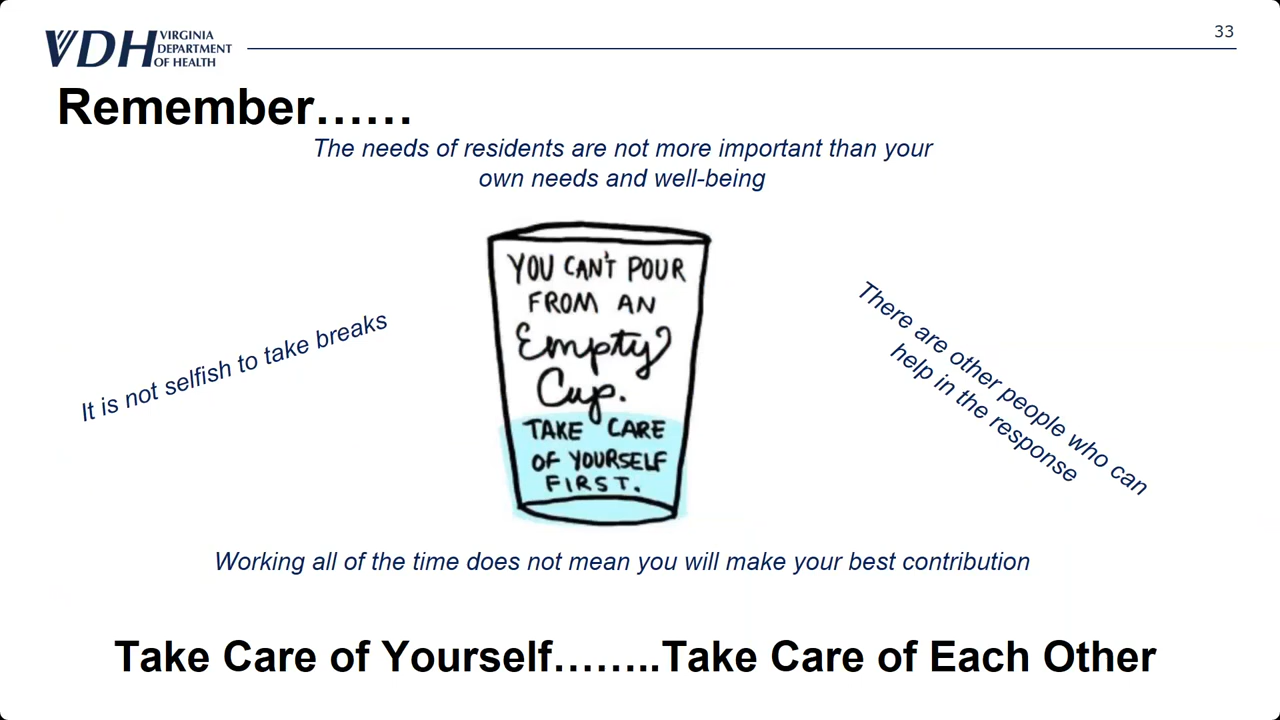 VDH VIRGINIA
DEPARTMENT
OF HEALTH
33
Remember......
The needs of residents are not more important than your
own needs and well-being
YOU CAN'T POUR
FROM AN
Empty
Cup.
TAKE CARE
OF YOURSELF
FIRST.
It is not selfish to take breaks
There are other people who can
help in the response
Working all of the time does not mean you will make your best contribution
Take Care of Yourself........Take Care of Each Other